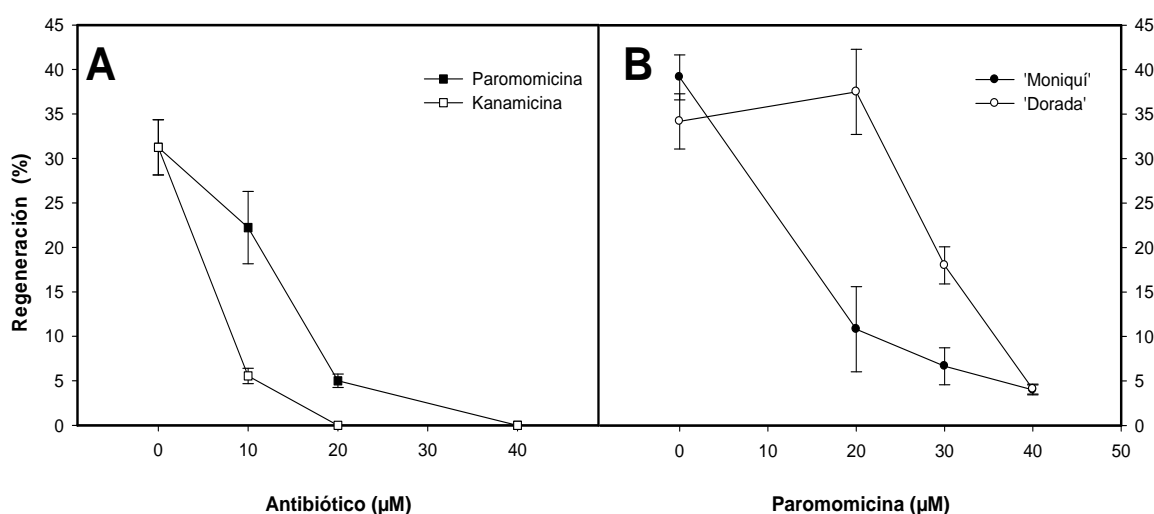 A
Paromomicina
Kanamicina
45
40
35
30
25
20
15
10
5
0
Regeneración (%)
0 10 20 30 40
Antibiótico (µM)
B
'Moniquí'
'Dorada'
45
40
35
30
25
20
15
10
5
0
0 10 20 30 40 50
Paromomicina (µM)